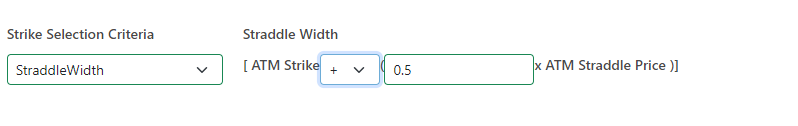 Strike Selection Criteria Straddle Width
StraddleWidth [ ATM Strike + ( 0.5 x ATM Straddle Price )]